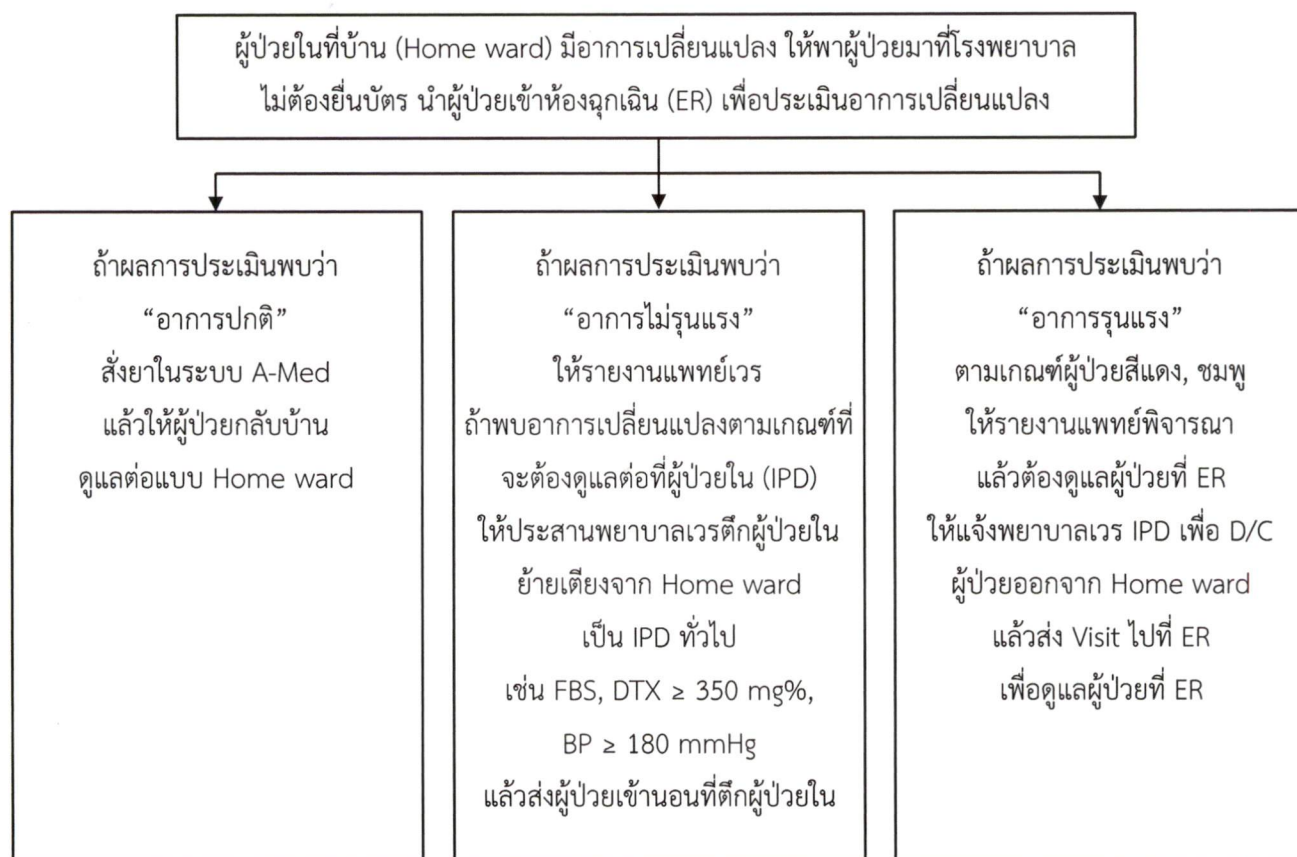 ผู้ป่วยในที่บ้าน (Home ward) มีอาการเปลี่ยนแปลง ให้พาผู้ป่วยมาที่โรงพยาบาล
ไม่ต้องยื่นบัตร นำผู้ป่วยเข้าห้องฉุกเฉิน (ER) เพื่อประเมินอาการเปลี่ยนแปลง
ถ้าผลการประเมินพบว่า
“อาการปกติ”
สั่งยาในระบบ A-Med
แล้วให้ผู้ป่วยกลับบ้าน
ดูแลต่อแบบ Home ward
ถ้าผลการประเมินพบว่า
“อาการไม่รุนแรง”
ให้รายงานแพทย์เวร
ถ้าพบอาการเปลี่ยนแปลงตามเกณฑ์ที่
จะต้องดูแลต่อที่ผู้ป่วยใน (IPD)
ให้ประสานพยาบาลเวรตึกผู้ป่วยใน
ย้ายเตียงจาก Home ward
เป็น IPD ทั่วไป
เช่น FBS, DTX ≥ 350 mg%,
BP ≥ 180 mmHg
แล้วส่งผู้ป่วยเข้านอนที่ตึกผู้ป่วยใน
ถ้าผลการประเมินพบว่า
“อาการรุนแรง”
ตามเกณฑ์ผู้ป่วยสีแดง, ชมพู
ให้รายงานแพทย์พิจารณา
แล้วต้องดูแลผู้ป่วยที่ ER
ให้แจ้งพยาบาลเวร IPD เพื่อ D/C
ผู้ป่วยออกจาก Home ward
แล้วส่ง Visit ไปที่ ER
เพื่อดูแลผู้ป่วยที่ ER